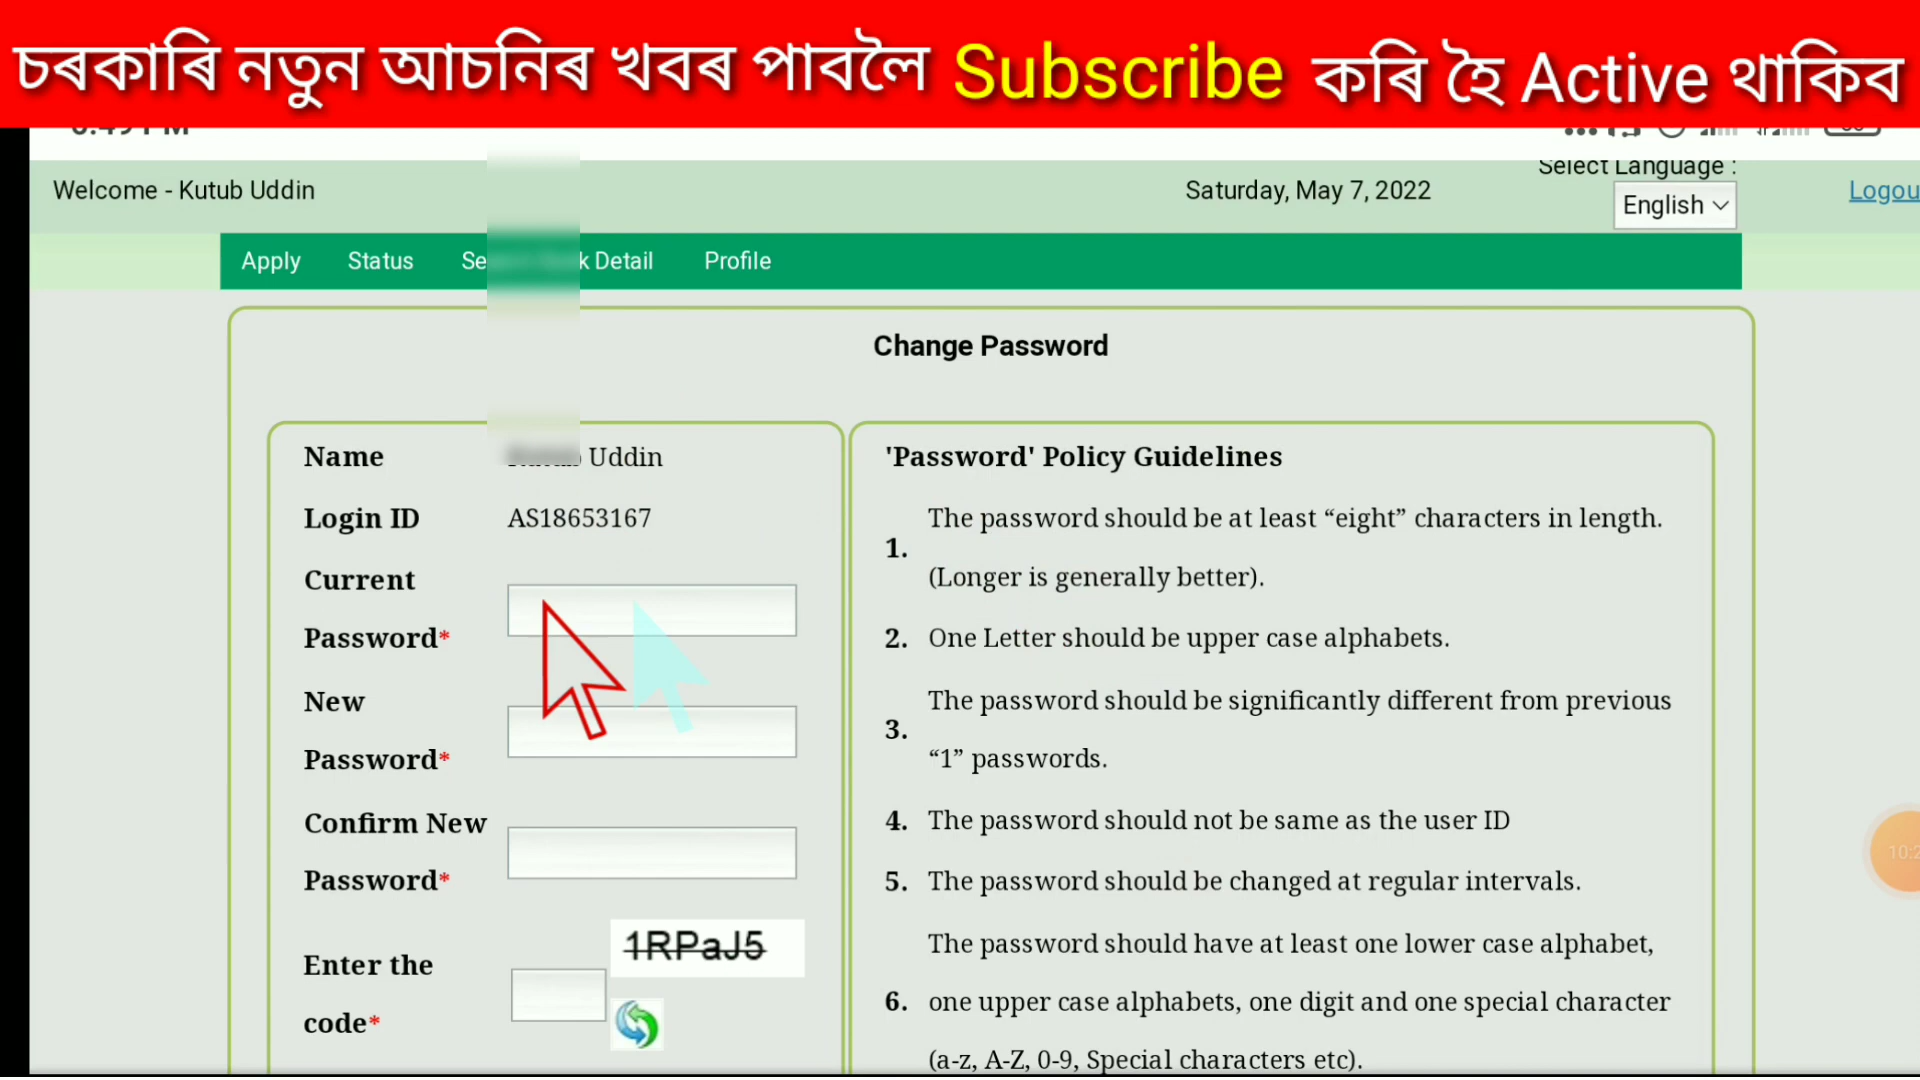 চৰকাৰি নতুন আচনিৰ খবৰ পাবলৈ Subscribe কৰি হৈ Active থাকিব
Select Language :
Welcome - Kutub Uddin
Saturday, May 7, 2022
English
Logou
Apply Status Detail Profile
Change Password
Name Uddin
Login ID AS18653167
Current
Password*
New
Password*
Confirm New
Password*
1RPaJ5
Enter the
code*
'Password' Policy Guidelines
The password should be at least “eight” characters in length.
1.
(Longer is generally better).
2. One Letter should be upper case alphabets.
The password should be significantly different from previous
3.
“1” passwords.
4. The password should not be same as the user ID
5. The password should be changed at regular intervals.
The password should have at least one lower case alphabet,
6. one upper case alphabets, one digit and one special character
(a-z, A-Z, 0-9, Special characters etc).